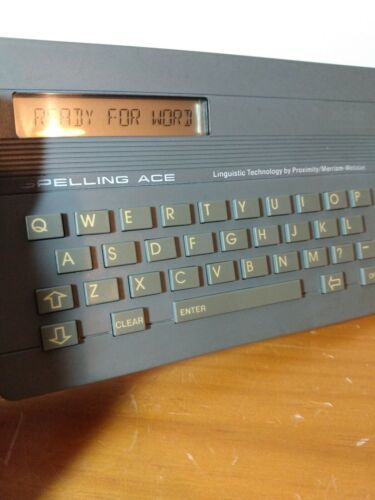 READY FOR WORD
SPELLING ACE
Linguistic Technology by Proximity/Merriam-Webster
Q W E R T Y U I O P
A S D F G H J K L
Z X C V B N M ?
CLEAR ENTER